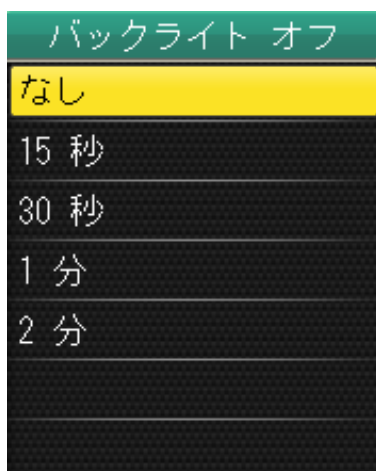 バックライト オフ
なし
15 秒
30 秒
1 分
2 分